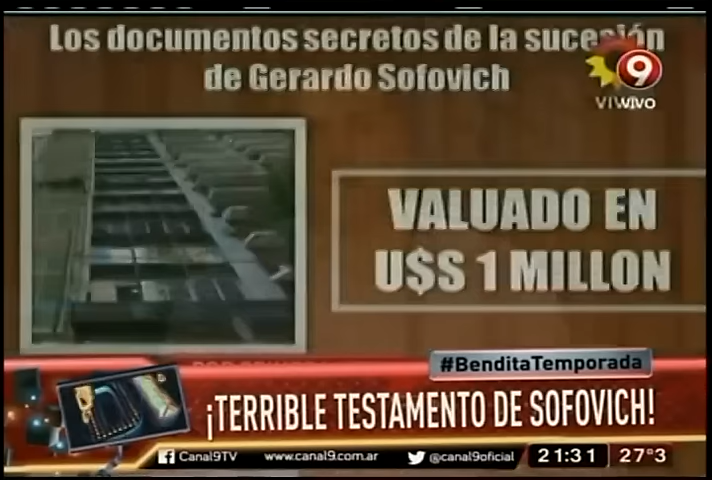 Los documentos secretos de la sucesión
de Gerardo Sofovich
9
VIVO
VALUADO EN
U$S 1 MILLON
#BenditaTemporada
¡TERRIBLE TESTAMENTO DE SOFOVICH!
Canal9TV www.canal9.com.ar @canal9oficial 21:31 27°3